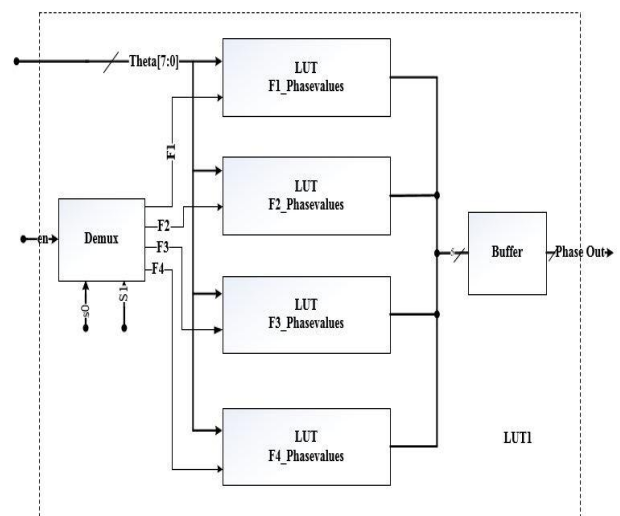 Theta[7:0]
LUT
F1_Phasevalues
F1
LUT
F2_Phasevalues
en
Demux
F2
F3
F4
S0
S1
Buffer
Phase Out
LUT
F3_Phasevalues
LUT
F4_Phasevalues
LUT1